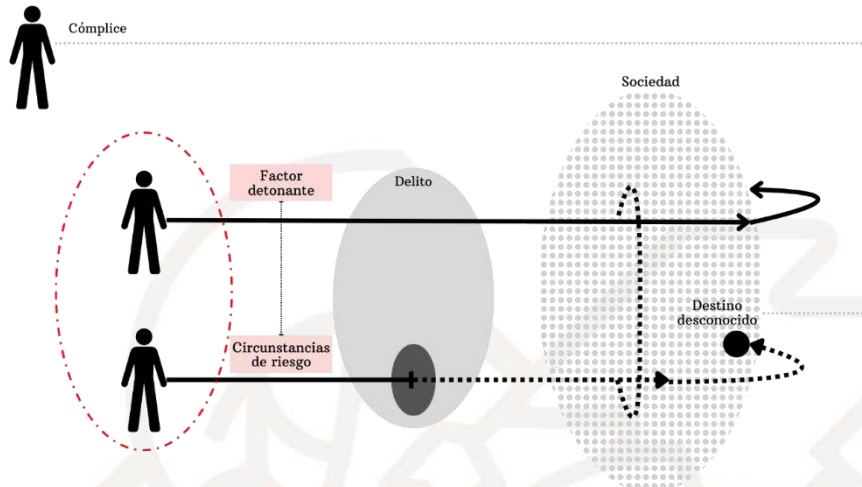 Cómplice
Sociedad
Factor
detonante
Delito
Destino
desconocido
Circunstancias
de riesgo